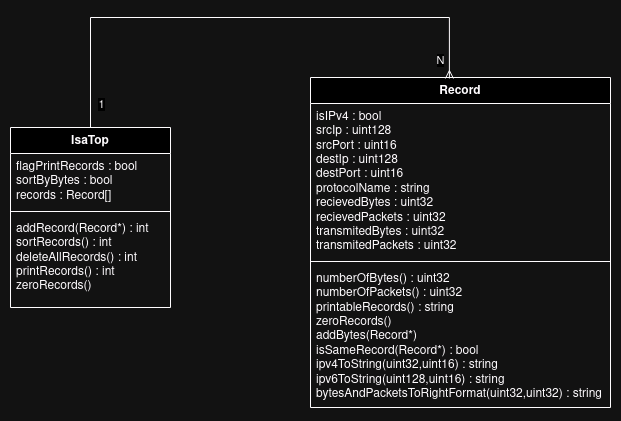 N
1
IsaTop
flagPrintRecords : bool
sortByBytes : bool
records : Record[]
addRecord(Record*) : int
sortRecords() : int
deleteAllRecords() : int
printRecords() : int
zeroRecords()
Record
isIPv4 : bool
srcIp : uint128
srcPort : uint16
destIp : uint128
destPort : uint16
protocolName : string
recievedBytes : uint32
recievedPackets : uint32
transmitedBytes : uint32
transmitedPackets : uint32
numberOfBytes() : uint32
numberOfPackets() : uint32
printableRecords() : string
zeroRecords()
addBytes(Record*)
isSameRecord(Record*) : bool
ipv4ToString(uint32,uint16) : string
ipv6ToString(uint128,uint16) : string
bytesAndPacketsToRightFormat(uint32,uint32) : string